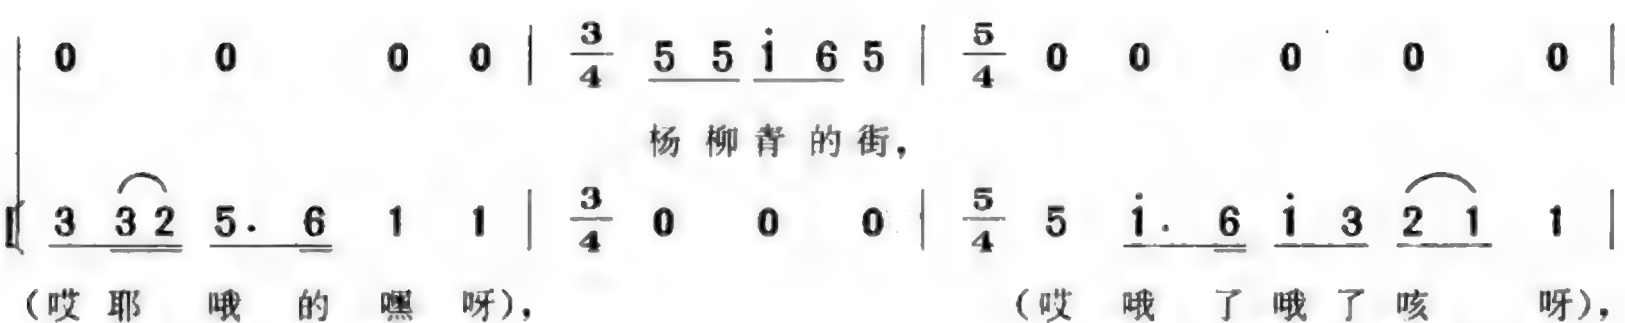 0 0 0 0 | 3/4 5 5 i̇ 6 5 | 5/4 0 0 0 0 0 |
杨柳青的街，
3 3 2 5. 6 1 1 | 3/4 0 0 0 | 5/4 5 i̇. 6 i̇ 3 2 1 1 |
(哎耶 哦 的 嘿 呀)， (哎 哦 了 哦 了 咳 呀)，